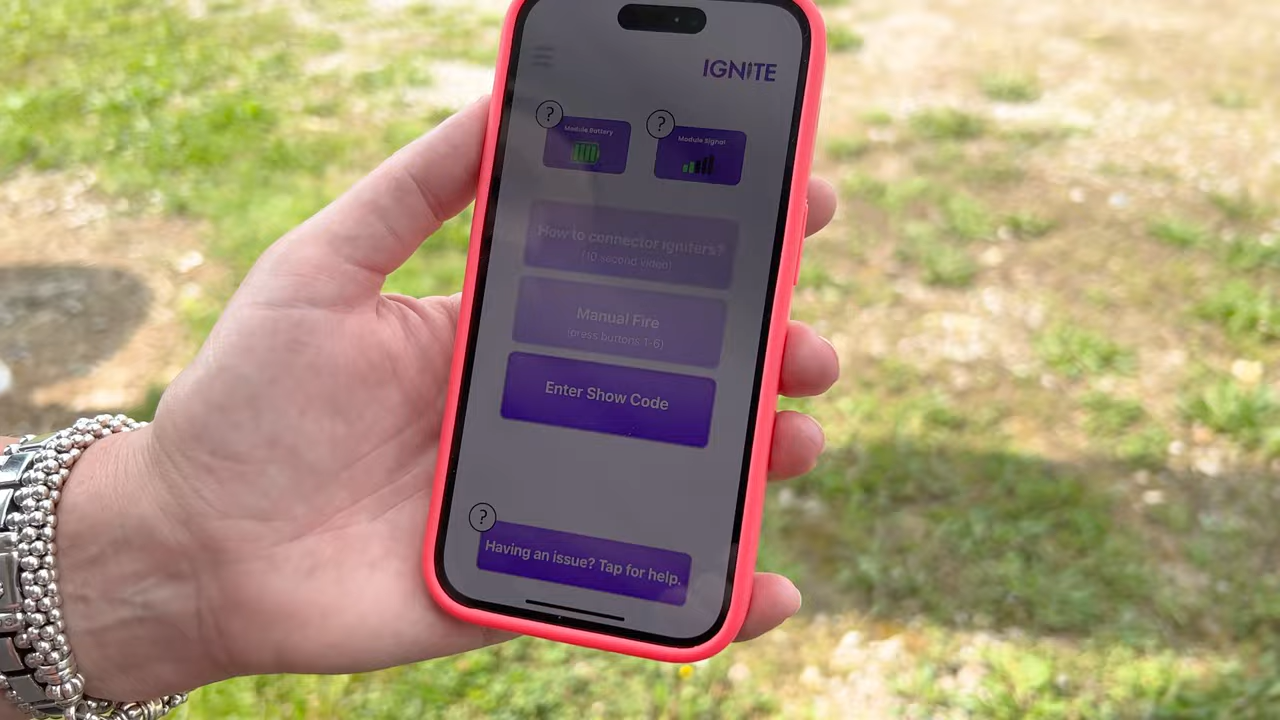 IGNITE
?
Module Battery
?
Module Signal
How to connector igniters?
(10 second video)
Manual Fire
(press buttons 1-6)
Enter Show Code
?
Having an issue? Tap for help.